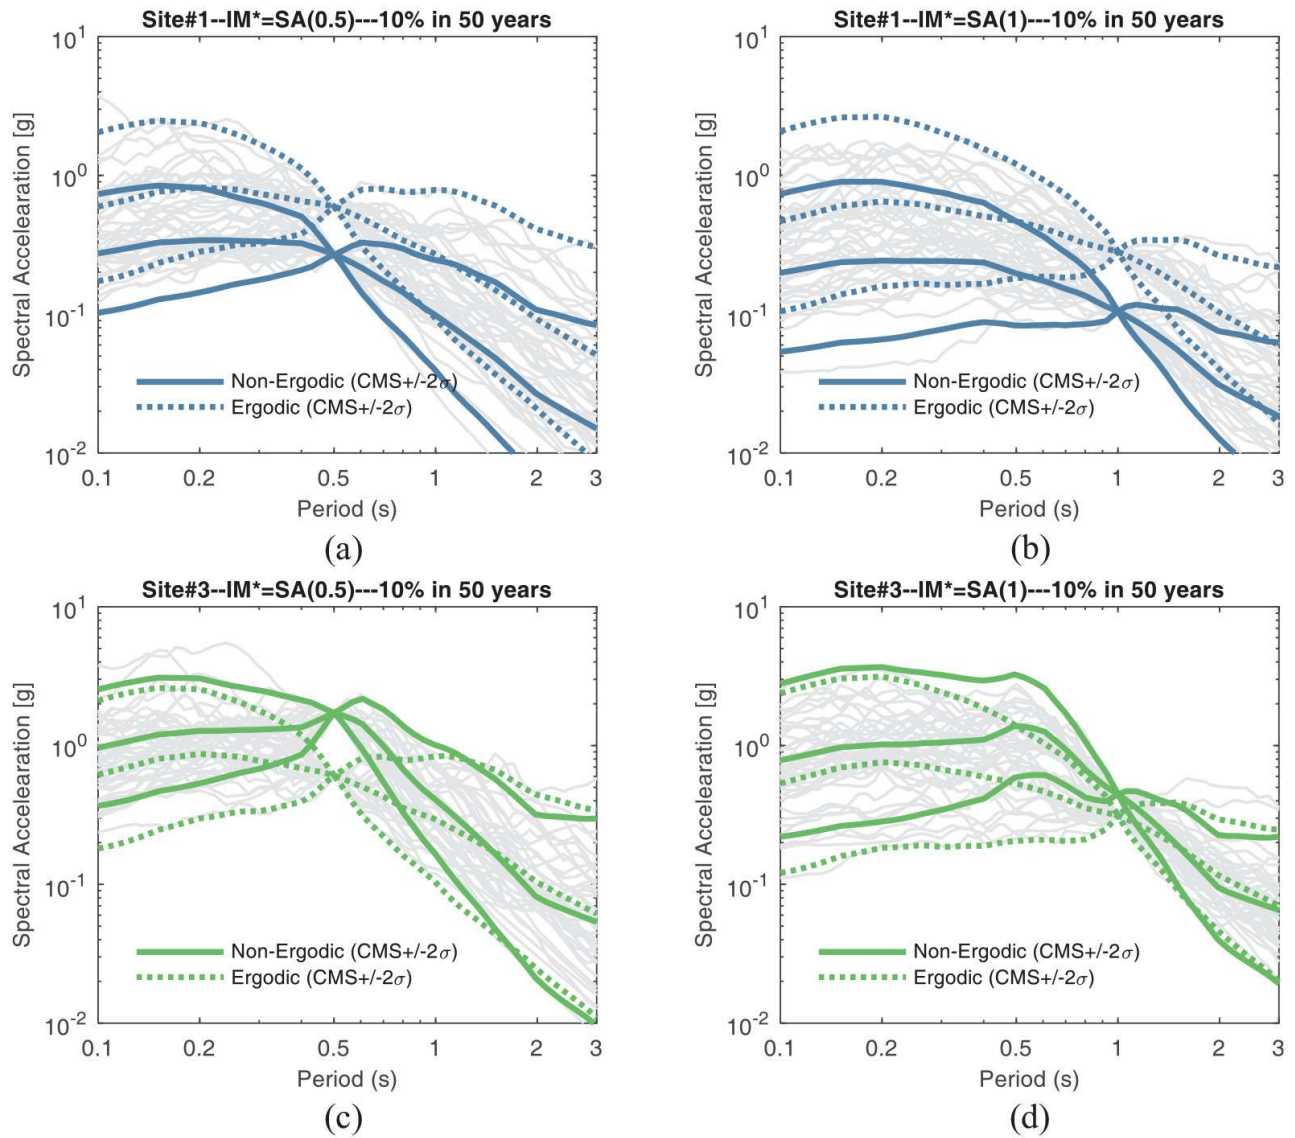 Site#1--IM*=SA(0.5)---10% in 50 years
10^1
10^0
10^-1
10^-2
Spectral Accelearation [g]
Non-Ergodic (CMS+/-2σ)
Ergodic (CMS+/-2σ)
0.1 0.2 0.5 1 2 3
Period (s)
(a)
Site#1--IM*=SA(1)---10% in 50 years
10^1
10^0
10^-1
10^-2
Spectral Accelearation [g]
Non-Ergodic (CMS+/-2σ)
Ergodic (CMS+/-2σ)
0.1 0.2 0.5 1 2 3
Period (s)
(b)
Site#3--IM*=SA(0.5)---10% in 50 years
10^1
10^0
10^-1
10^-2
Spectral Accelearation [g]
Non-Ergodic (CMS+/-2σ)
Ergodic (CMS+/-2σ)
0.1 0.2 0.5 1 2 3
Period (s)
(c)
Site#3--IM*=SA(1)---10% in 50 years
10^1
10^0
10^-1
10^-2
Spectral Accelearation [g]
Non-Ergodic (CMS+/-2σ)
Ergodic (CMS+/-2σ)
0.1 0.2 0.5 1 2 3
Period (s)
(d)